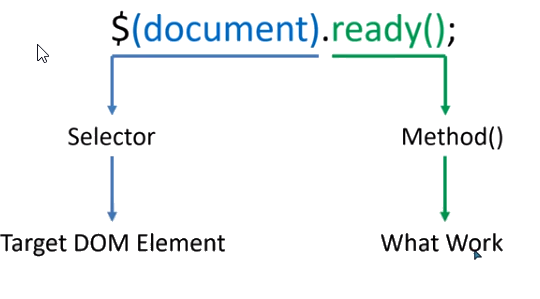 $(document).ready();
Selector
Method()
Target DOM Element
What Work